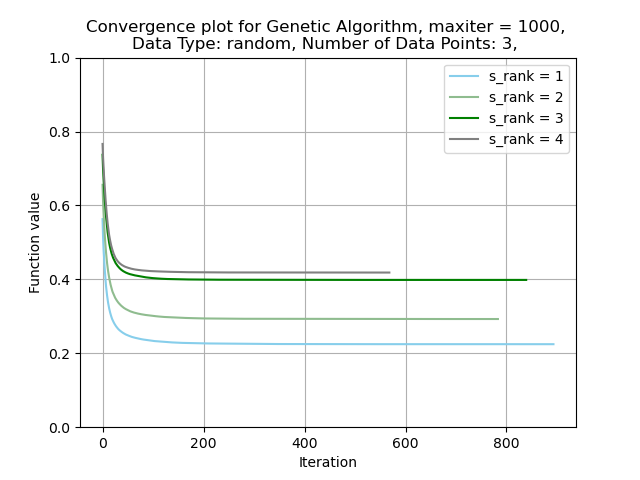 Convergence plot for Genetic Algorithm, maxiter = 1000,
Data Type: random, Number of Data Points: 3,
1.0
0.8
0.6
0.4
0.2
0.0
Function value
s_rank = 1
s_rank = 2
s_rank = 3
s_rank = 4
0 200 400 600 800
Iteration